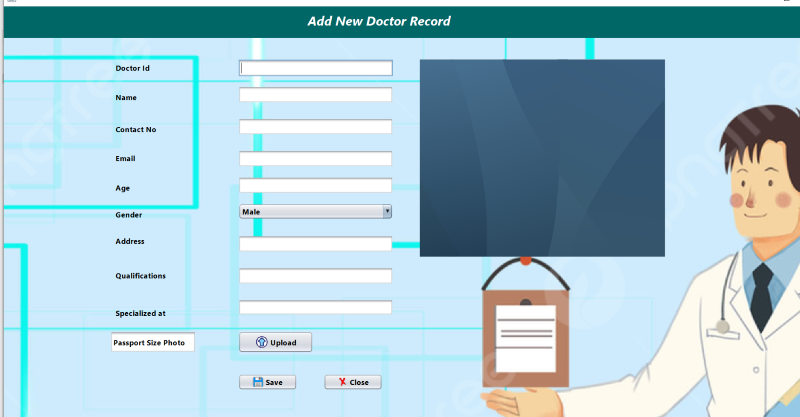 Add New Doctor Record
Doctor Id
Name
Contact No
Email
Age
Gender
Male
Address
Qualifications
Specialized at
Passport Size Photo
Upload
Save
Close